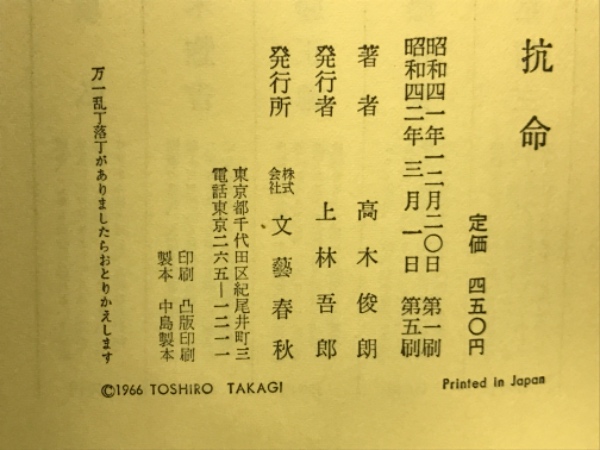 抗命
定価 四五〇円
昭和四一年一二月二〇日 第一刷
昭和四二年 三月 一日 第五刷
著者 高木俊朗
発行者 上林吾郎
発行所 株式会社 文藝春秋
東京都千代田区紀尾井町三
電話東京二六五―一二一一
印刷 凸版印刷
製本 中島製本
万一乱丁落丁がありましたらおとりかえします
©1966 TOSHIRO TAKAGI
Printed in Japan